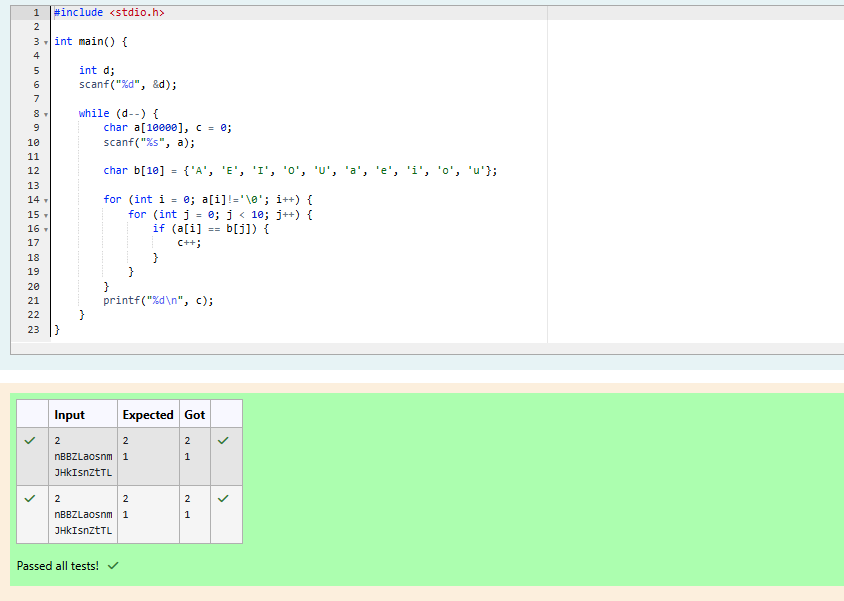 1 #include <stdio.h>
2
3 int main() {
4
5 int d;
6 scanf("%d", &d);
7
8 while (d--) {
9 char a[10000], c = 0;
10 scanf("%s", a);
11
12 char b[10] = {'A', 'E', 'I', 'O', 'U', 'a', 'e', 'i', 'o', 'u'};
13
14 for (int i = 0; a[i]!='\0'; i++) {
15 for (int j = 0; j < 10; j++) {
16 if (a[i] == b[j]) {
17 c++;
18 }
19 }
20 }
21 printf("%d\n", c);
22 }
23 }
Input Expected Got
2 2 2
nBBZLaosnm 1 1
JHkIsnZtTL
2 2 2
nBBZLaosnm 1 1
JHkIsnZtTL
Passed all tests!